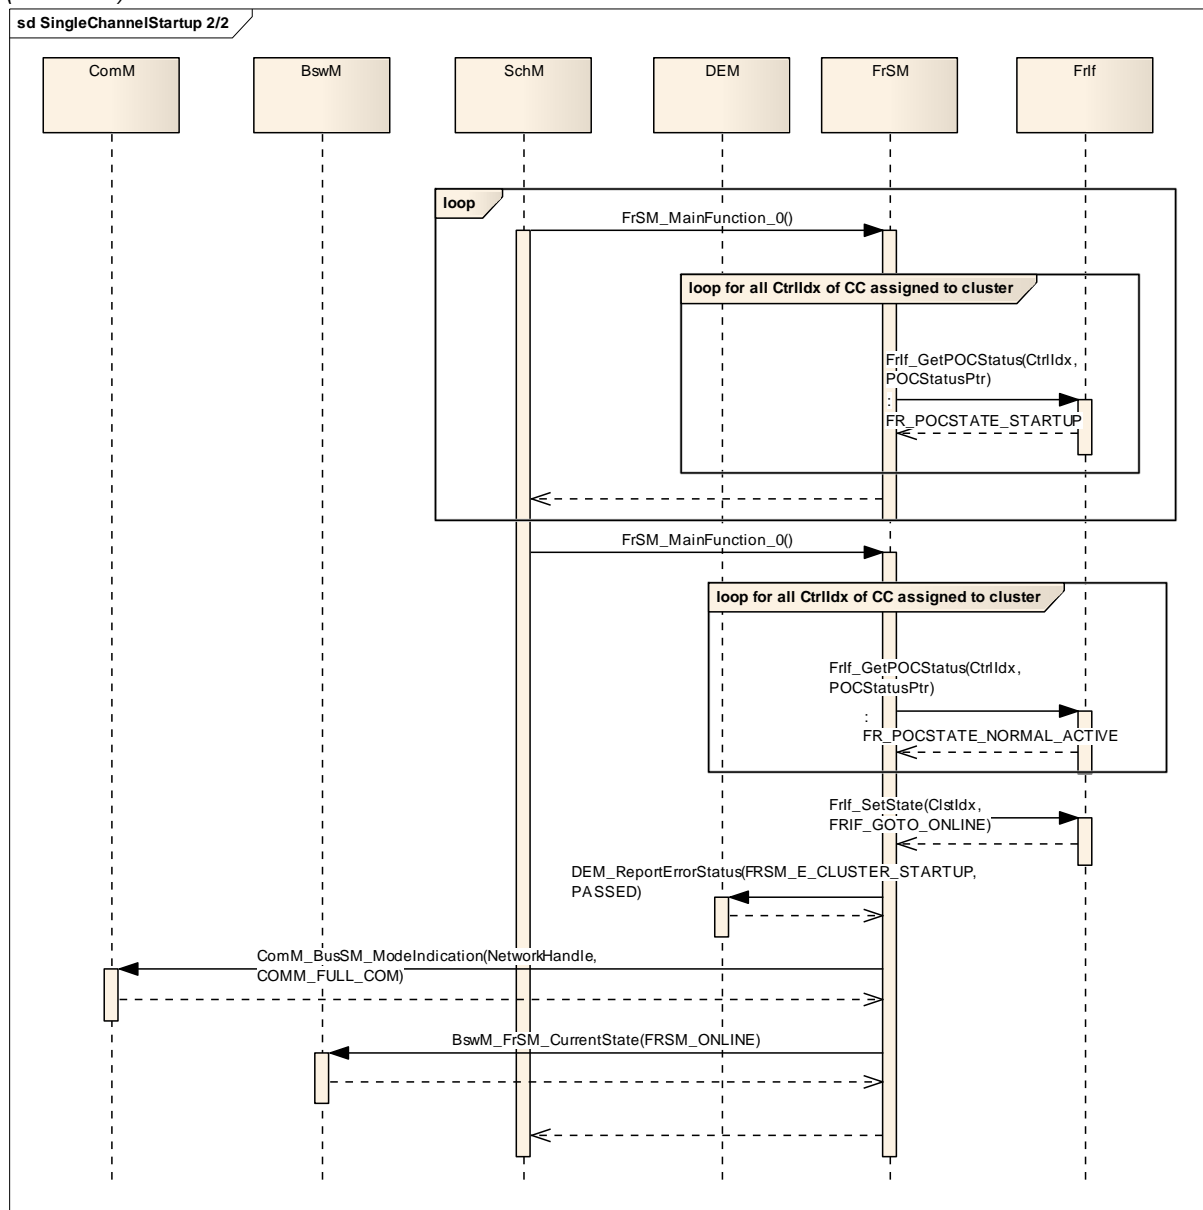 sd SingleChannelStartup 2/2
ComM
BswM
SchM
DEM
FrSM
FrIf
loop
FrSM_MainFunction_0()
loop for all CtrlIdx of CC assigned to cluster
FrIf_GetPOCStatus(CtrlIdx,
POCStatusPtr)
:
FR_POCSTATE_STARTUP
FrSM_MainFunction_0()
loop for all CtrlIdx of CC assigned to cluster
FrIf_GetPOCStatus(CtrlIdx,
POCStatusPtr)
:
FR_POCSTATE_NORMAL_ACTIVE
FrIf_SetState(ClstIdx,
FRIF_GOTO_ONLINE)
DEM_ReportErrorStatus(FRSM_E_CLUSTER_STARTUP,
PASSED)
ComM_BusSM_ModeIndication(NetworkHandle,
COMM_FULL_COM)
BswM_FrSM_CurrentState(FRSM_ONLINE)